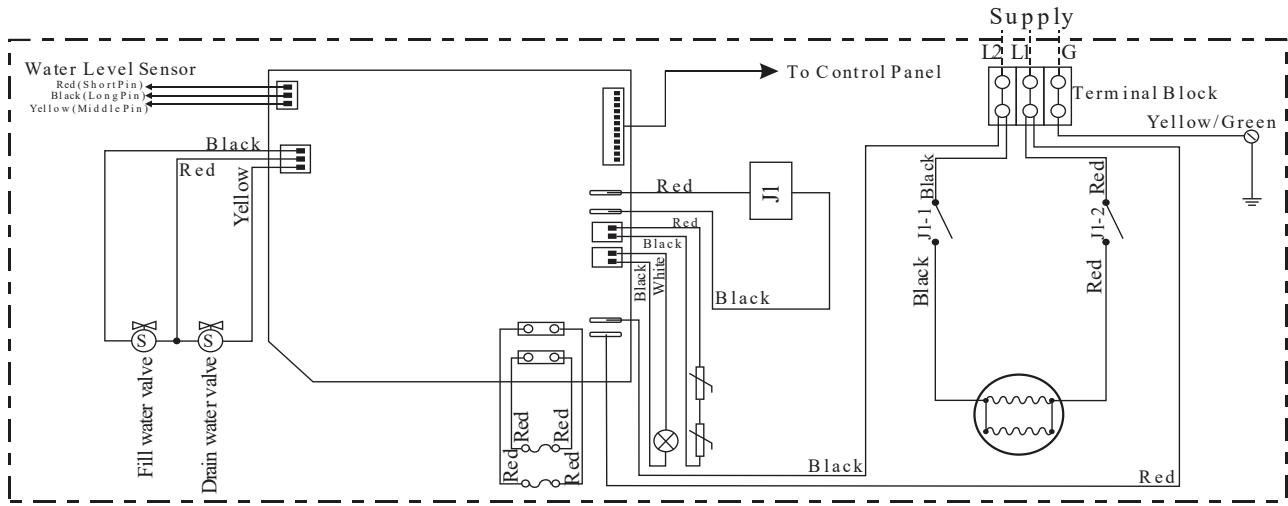 Supply
L2 L1 G
Water Level Sensor
Red(ShortPin)
Black(LongPin)
Yellow(MiddlePin)
To Control Panel
Terminal Block
Yellow/Green
Black
Red
Yellow
Red
J1
Black
Red
J1-1
J1-2
Red
Black
Black
White
Black
Black
Red
S
S
Fill water valve
Drain water valve
Red
Red
Red
Red
Black
Red